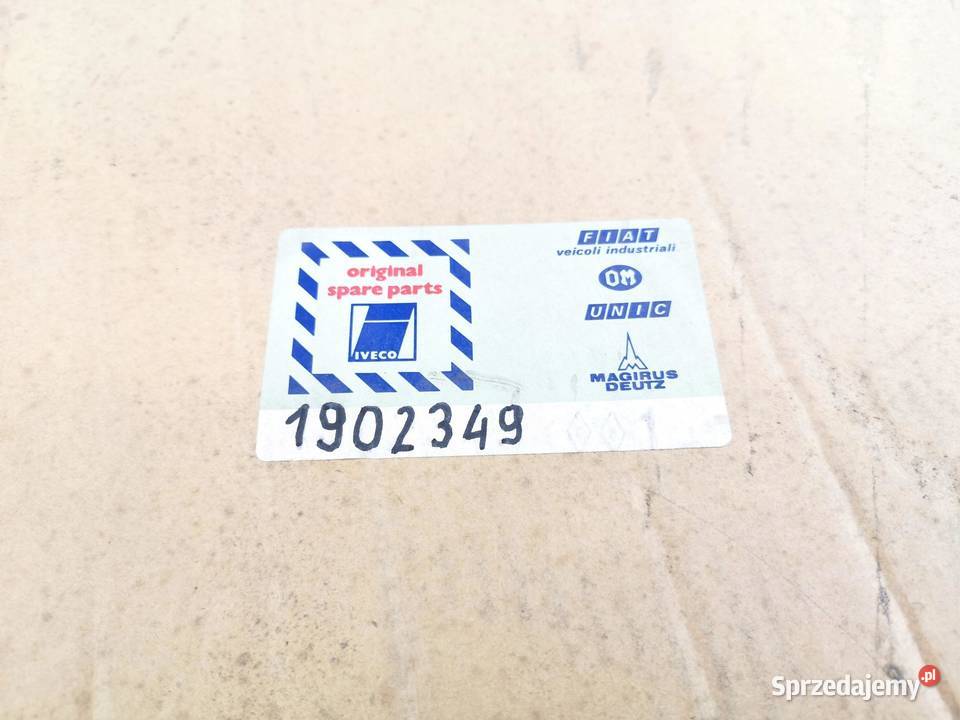 original
spare parts
IVECO
FIAT
veicoli industriali
OM
UNIC
MAGIRUS
DEUTZ
1902349
Sprzedajemy.pl